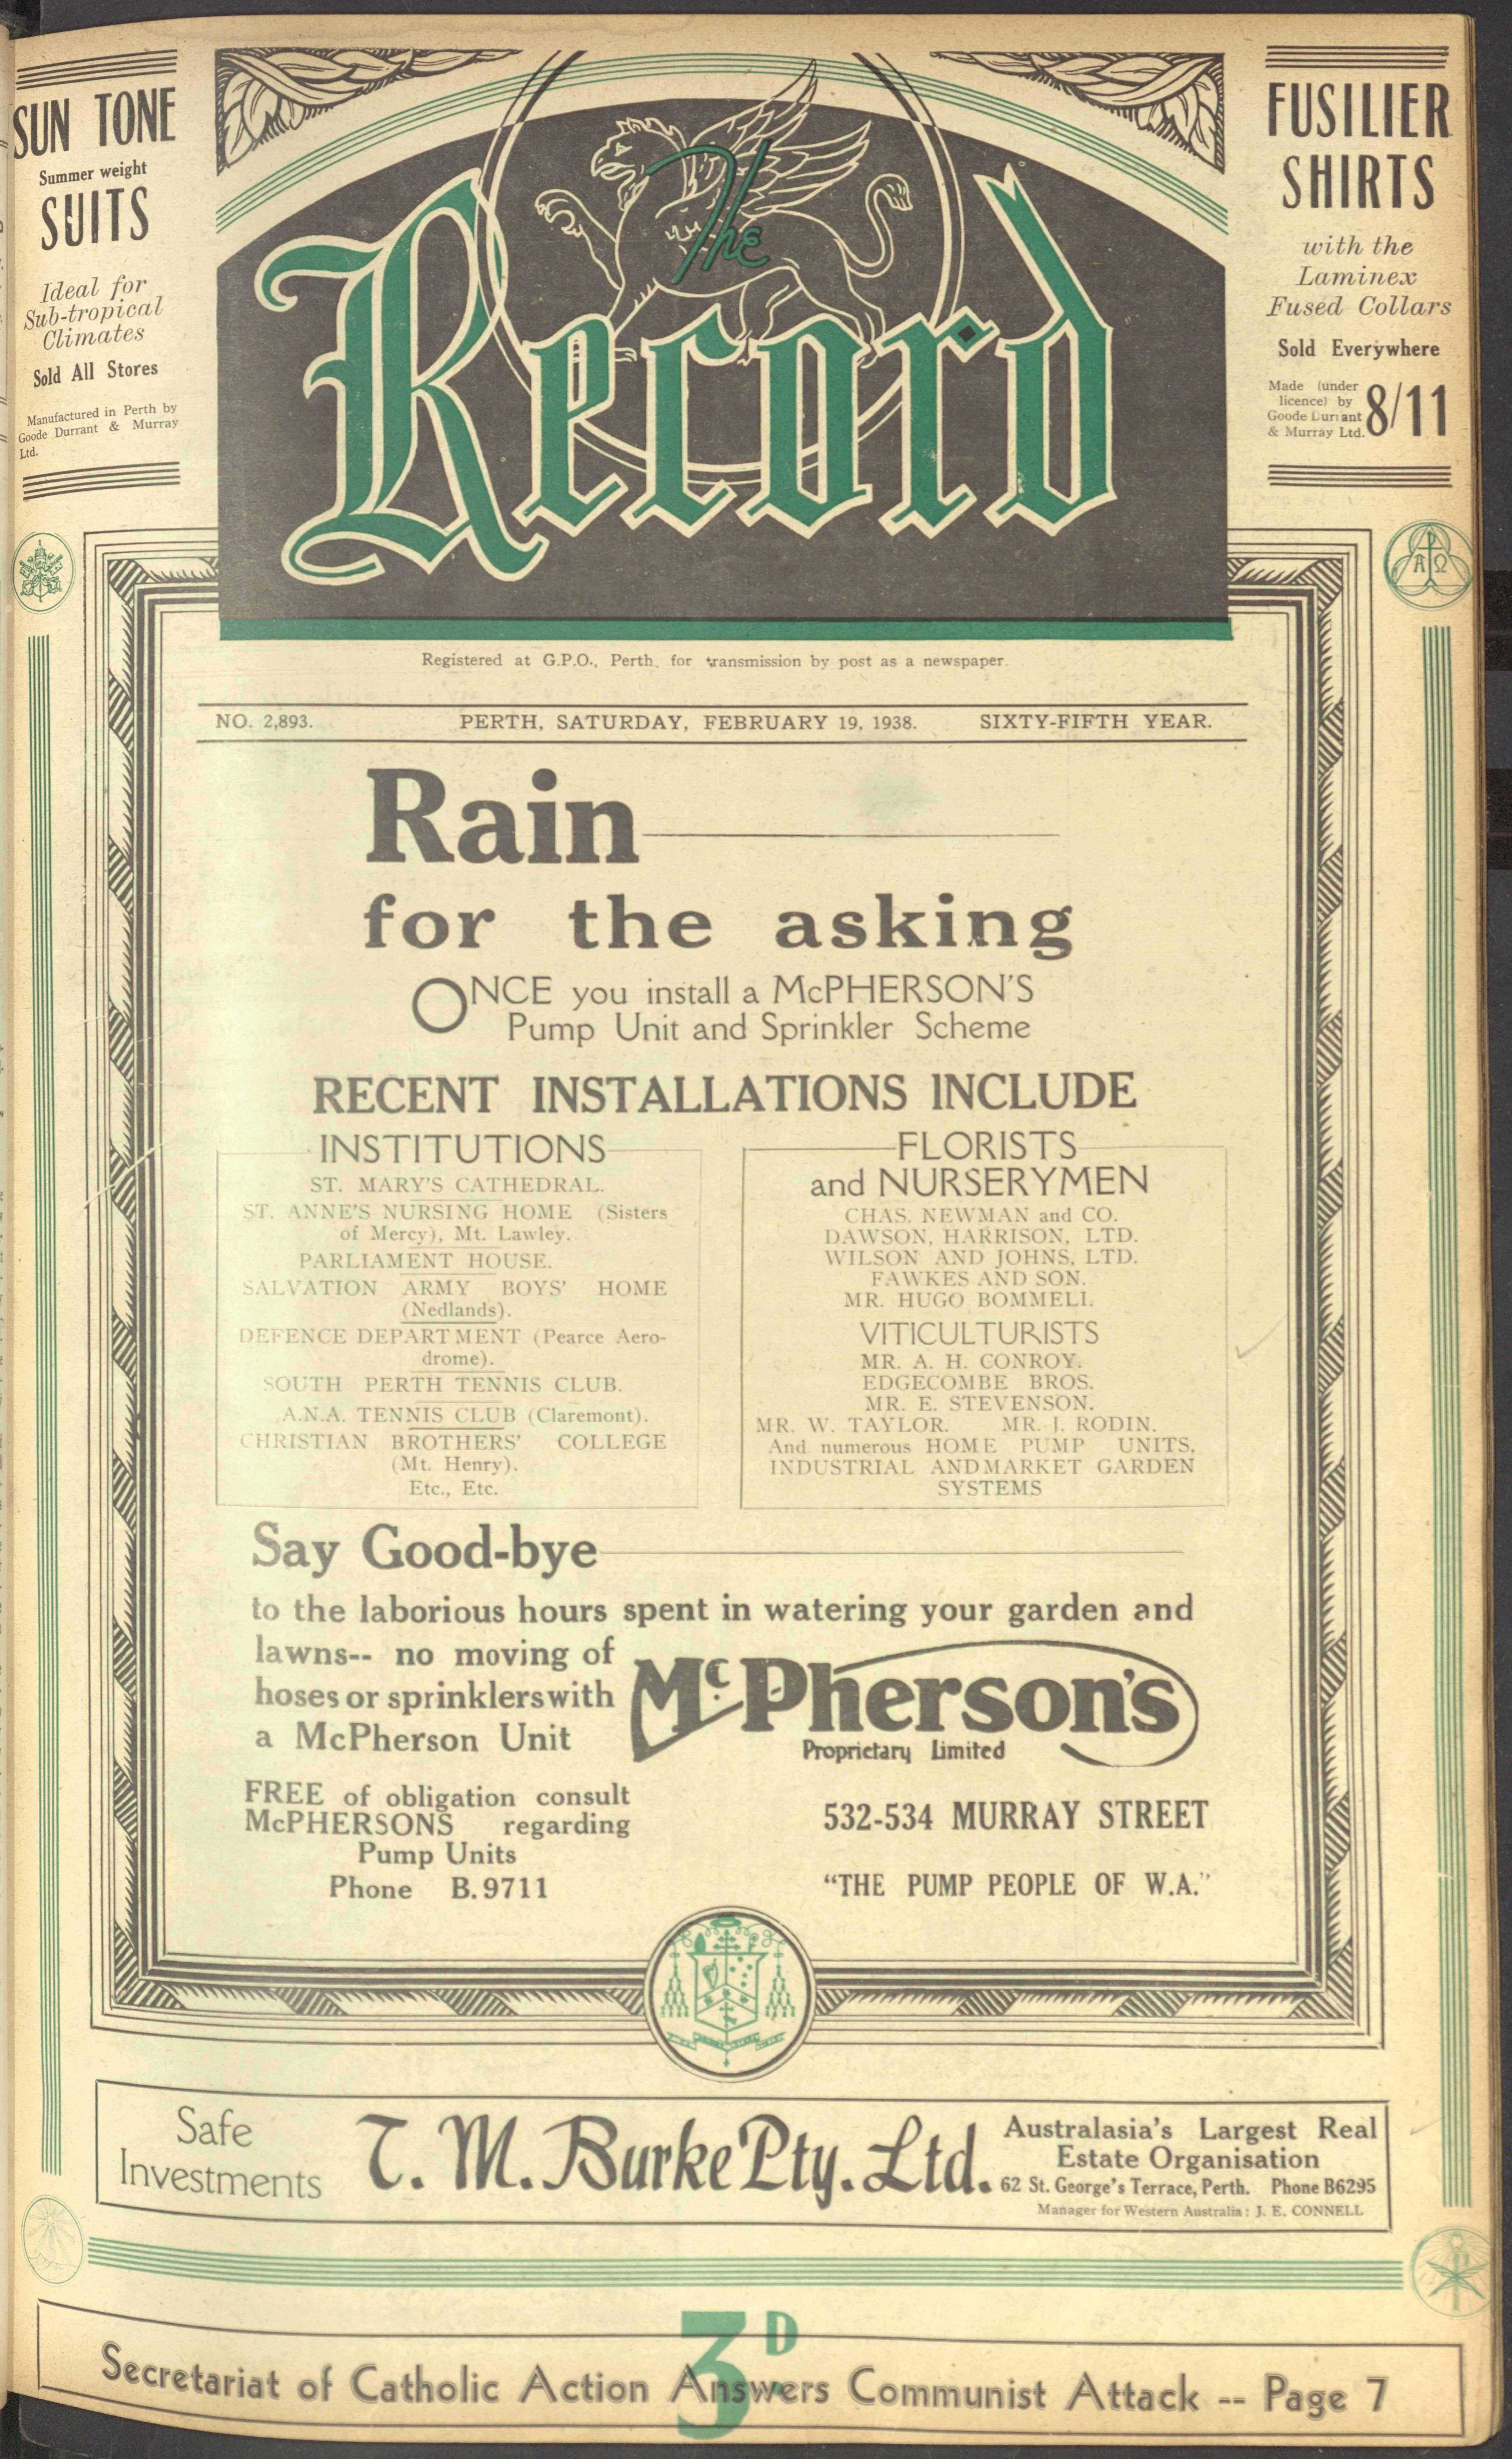 SUN TONE
Summer weight
SUITS
Ideal for
Sub-tropical
Climates
Sold All Stores
Manufactured in Perth by
Goode Durrant & Murray
Ltd.
The
Record
FUSILIER
SHIRTS
with the
Laminex
Fused Collars
Sold Everywhere
Made (under
licence) by
Goode Durrant
& Murray Ltd.
8/11
A Ω
Registered at G.P.O., Perth, for transmission by post as a newspaper.
NO. 2,893. PERTH, SATURDAY, FEBRUARY 19, 1938. SIXTY-FIFTH YEAR.
Rain
for the asking
ONCE you install a McPHERSON'S
Pump Unit and Sprinkler Scheme
RECENT INSTALLATIONS INCLUDE
INSTITUTIONS
ST. MARY'S CATHEDRAL.
ST. ANNE'S NURSING HOME (Sisters
of Mercy), Mt. Lawley.
PARLIAMENT HOUSE.
SALVATION ARMY BOYS' HOME
(Nedlands).
DEFENCE DEPARTMENT (Pearce Aero-
drome).
SOUTH PERTH TENNIS CLUB.
A.N.A. TENNIS CLUB (Claremont).
CHRISTIAN BROTHERS' COLLEGE
(Mt. Henry).
Etc., Etc.
FLORISTS
and NURSERYMEN
CHAS. NEWMAN and CO.
DAWSON, HARRISON, LTD.
WILSON AND JOHNS, LTD.
FAWKES AND SON.
MR. HUGO BOMMELI.
VITICULTURISTS
MR. A. H. CONROY.
EDGECOMBE BROS.
MR. E. STEVENSON.
MR. W. TAYLOR. MR. J. RODIN.
And numerous HOME PUMP UNITS,
INDUSTRIAL AND MARKET GARDEN
SYSTEMS
Say Good-bye
to the laborious hours spent in watering your garden and
lawns-- no moving of
hoses or sprinklers with
a McPherson Unit
McPherson's
Proprietary Limited
FREE of obligation consult
McPHERSONS regarding
Pump Units
Phone B.9711
532-534 MURRAY STREET
"THE PUMP PEOPLE OF W.A."
Safe
Investments
T. M. Burke Pty. Ltd.
Australasia's Largest Real
Estate Organisation
62 St. George's Terrace, Perth. Phone B6295
Manager for Western Australia: J. E. CONNELL
3D
Secretariat of Catholic Action Answers Communist Attack -- Page 7